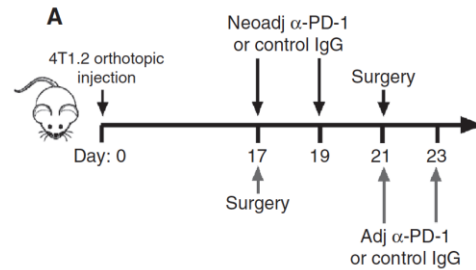 A
4T1.2 orthotopic
injection
Neoadj α-PD-1
or control IgG
Surgery
Day: 0 17 19 21 23
Surgery
Adj α-PD-1
or control IgG